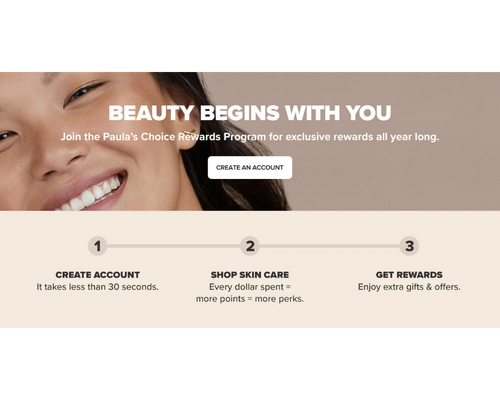 BEAUTY BEGINS WITH YOU
Join the Paula's Choice Rewards Program for exclusive rewards all year long.
CREATE AN ACCOUNT
1
2
3
CREATE ACCOUNT
It takes less than 30 seconds.
SHOP SKIN CARE
Every dollar spent =
more points = more perks.
GET REWARDS
Enjoy extra gifts & offers.